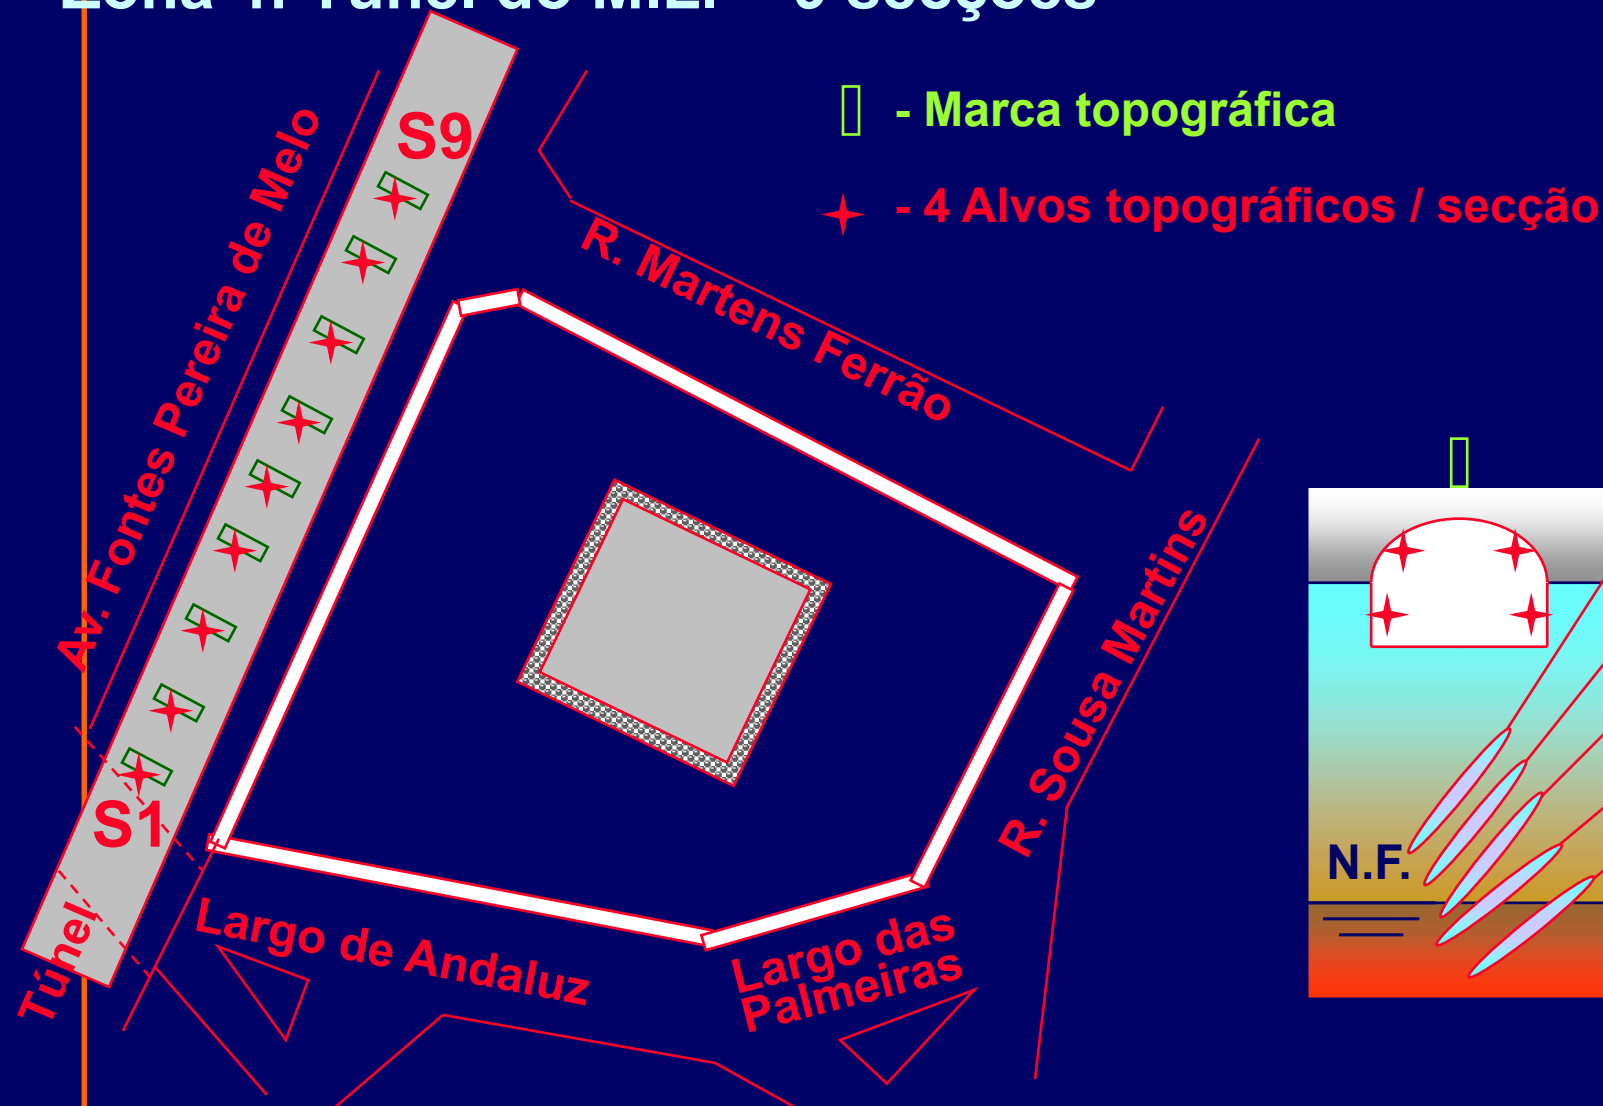 - Marca topográfica
S9
- 4 Alvos topográficos / secção
Av. Fontes Pereira de Melo
R. Martens Ferrão
R. Sousa Martins
S1
N.F.
Túnel
Largo de Andaluz
Largo das
Palmeiras